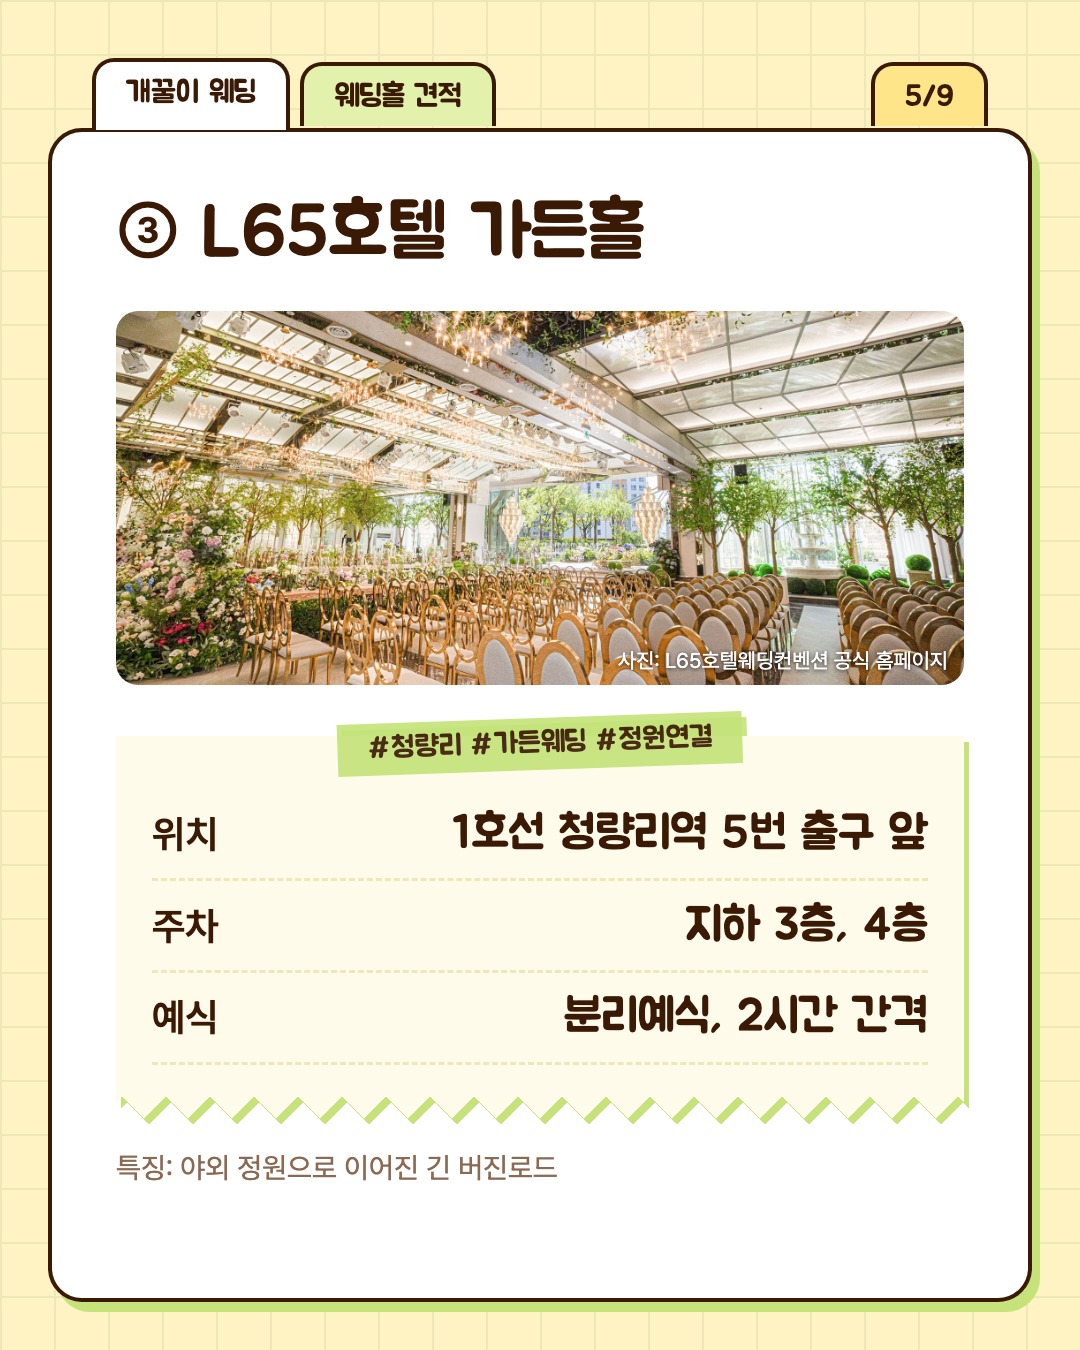 개꿀이 웨딩
웨딩홀 견적
5/9
③ L65호텔 가든홀
사진: L65호텔웨딩컨벤션 공식 홈페이지
#청량리 #가든웨딩 #정원연결
위치 1호선 청량리역 5번 출구 앞
주차 지하 3층, 4층
예식 분리예식, 2시간 간격
특징: 야외 정원으로 이어진 긴 버진로드